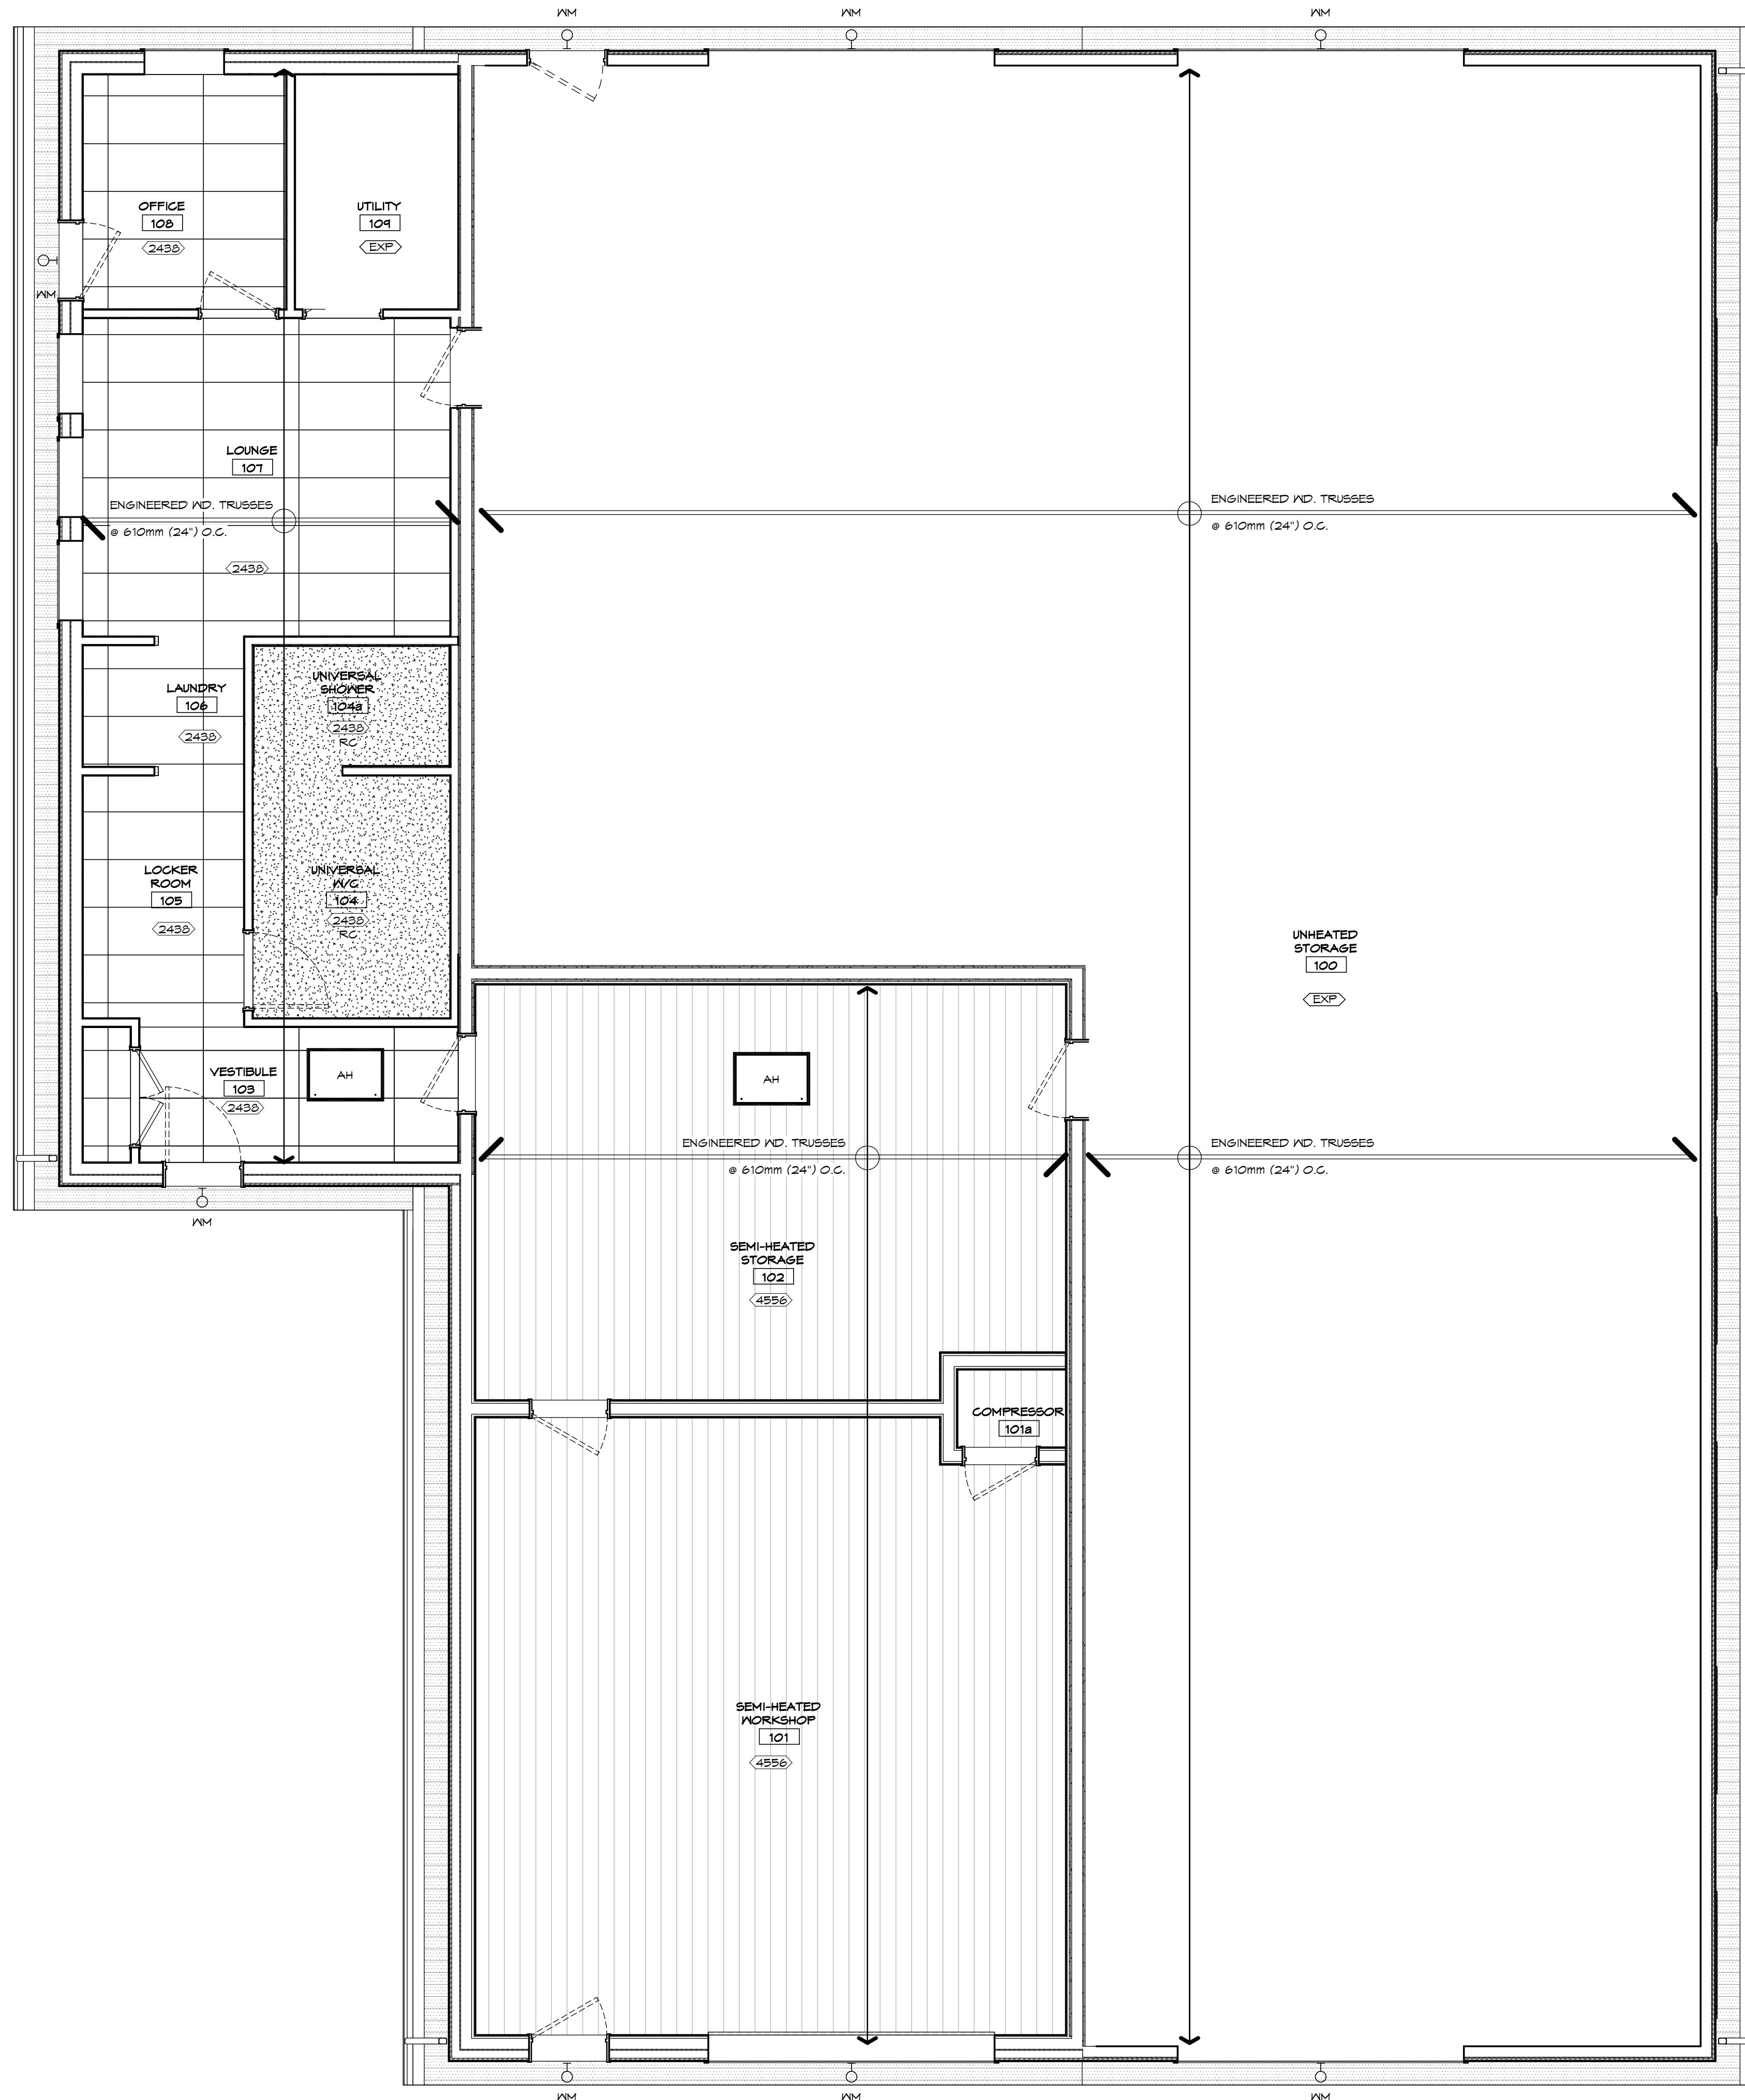 WM
WM
WM
OFFICE
108
2438
UTILITY
109
EXP
WM
LOUNGE
107
ENGINEERED WD. TRUSSES
@ 610mm (24") O.C.
2438
ENGINEERED WD. TRUSSES
@ 610mm (24") O.C.
LAUNDRY
106
2438
UNIVERSAL
SHOWER
104a
2438
RC
LOCKER
ROOM
105
2438
UNIVERSAL
W/C
104
2438
RC
UNHEATED
STORAGE
100
EXP
VESTIBULE
103
2438
AH
AH
ENGINEERED WD. TRUSSES
@ 610mm (24") O.C.
ENGINEERED WD. TRUSSES
@ 610mm (24") O.C.
WM
SEMI-HEATED
STORAGE
102
4556
COMPRESSOR
101a
SEMI-HEATED
WORKSHOP
101
4556
WM
WM
WM